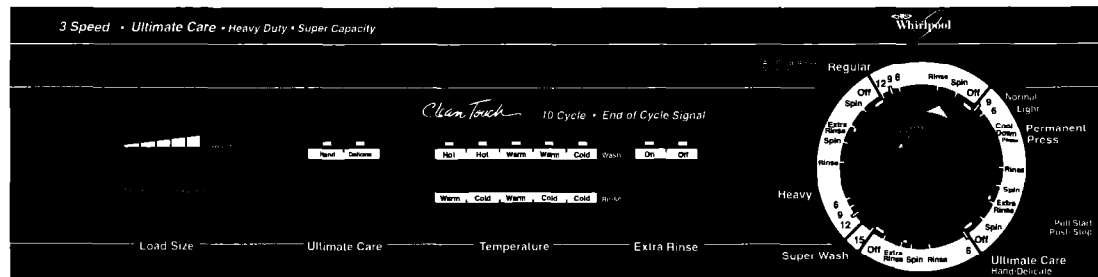 3 Speed • Ultimate Care • Heavy Duty • Super Capacity
Whirlpool
Clean Touch 10 Cycle • End of Cycle Signal
Hand Delicate
Hot Hot Warm Warm Cold Wash
On Off
Warm Cold Warm Cold Cold Rinse
Load Size Ultimate Care Temperature Extra Rinse
Regular
12 9 6
Rinse
Spin
Off
Normal
9
6
Light
Cool Down
Permanent Press
Rinse
Spin
Extra Rinse
Spin
Off
6
Ultimate Care
Hand-Delicate
Rinse
Spin
Extra Rinse
Off
Super Wash
15
12
9
6
Heavy
Rinse
Spin
Extra Rinse
Spin
Off
Pull Start
Push-Stop